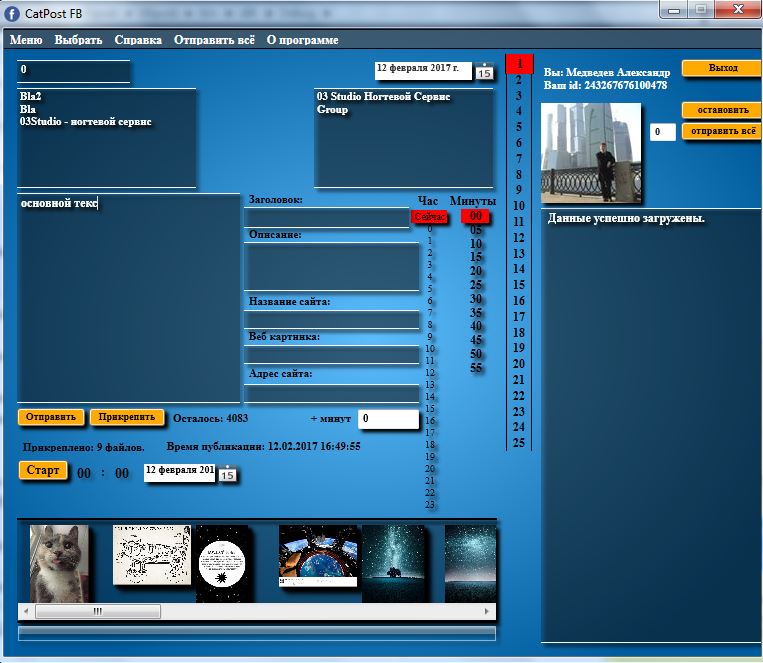 CatPost FB
Меню Выбрать Справка Отправить всё О программе
0
12 февраля 2017 г.
15
Bla2
Bla
03Studio - ногтевой сервис
03 Studio Ногтевой Сервис
Group
1
2
3
4
5
6
7
8
9
10
11
12
13
14
15
16
17
18
19
20
21
22
23
24
25
Вы: Медведев Александр
Ваш id: 243267676100478
Выход
остановить
0
отправить всё
Данные успешно загружены.
основной текс
Заголовок:
Описание:
Название сайта:
Веб картинка:
Адрес сайта:
Час
Сейчас
0
1
2
3
4
5
6
7
8
9
10
11
12
13
14
15
16
17
18
19
20
21
22
23
Минуты
00
05
10
15
20
25
30
35
40
45
50
55
Отправить Прикрепить Осталось: 4083
+ минут 0
Прикреплено: 9 файлов. Время публикации: 12.02.2017 16:49:55
Старт 00 : 00
12 февраля 201
15